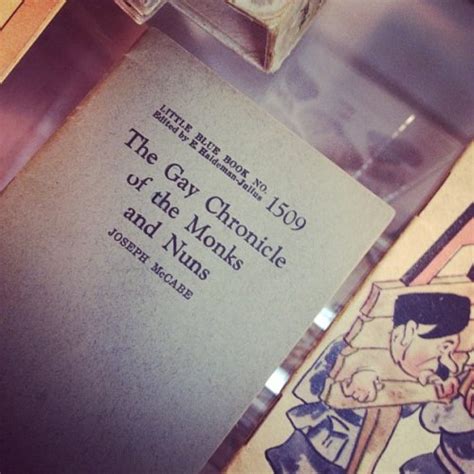 LITTLE BLUE BOOK NO. 1509
Edited by E. Haldeman-Julius
The Gay Chronicle
of the Monks
and Nuns
JOSEPH McCABE